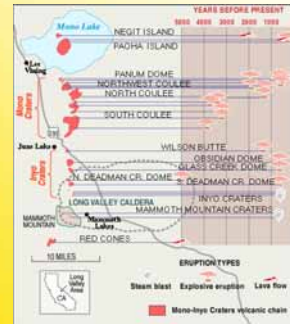 YEARS BEFORE PRESENT
5000 4000 3000 2000 1000
Mono Lake
NEGIT ISLAND
PAOHA ISLAND
Lee
Vining
PANUM DOME
NORTHWEST COULEE
NORTH COULEE
SOUTH COULEE
Mono
Craters
WILSON BUTTE
June Lake
OBSIDIAN DOME
GLASS CREEK DOME
N. DEADMAN CR. DOME
S. DEADMAN CR. DOME
Inyo
Craters
INYO CRATERS
LONG VALLEY CALDERA
MAMMOTH MOUNTAIN CRATERS
MAMMOTH
MOUNTAIN
Mammoth
Lakes
RED CONES
10 MILES
ERUPTION TYPES
Steam blast
Explosive eruption
Lava flow
Long
Valley
Area
CA
Mono-Inyo Craters volcanic chain